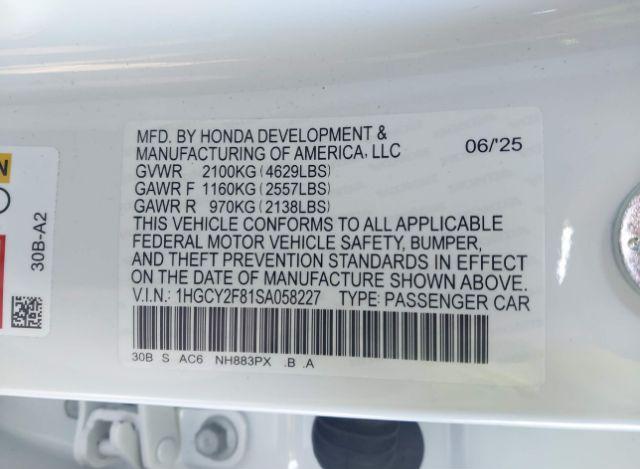 MFD. BY HONDA DEVELOPMENT &
MANUFACTURING OF AMERICA, LLC 06/'25
GVWR 2100KG (4629LBS)
GAWR F 1160KG (2557LBS)
GAWR R 970KG (2138LBS)
THIS VEHICLE CONFORMS TO ALL APPLICABLE
FEDERAL MOTOR VEHICLE SAFETY, BUMPER,
AND THEFT PREVENTION STANDARDS IN EFFECT
ON THE DATE OF MANUFACTURE SHOWN ABOVE.
V.I.N.: 1HGCY2F81SA058227 TYPE: PASSENGER CAR
30B S AC6 NH883PX .B .A
30B-A2